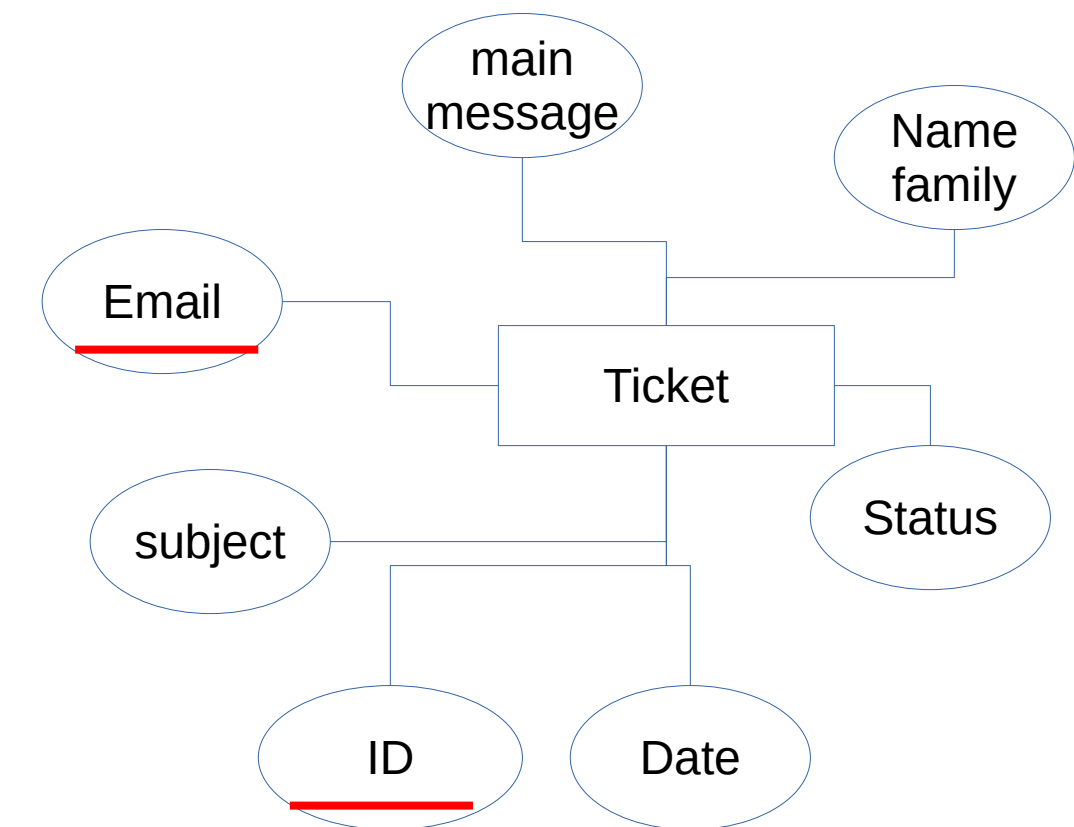 main
message
Name
family
Email
Ticket
Status
subject
ID
Date